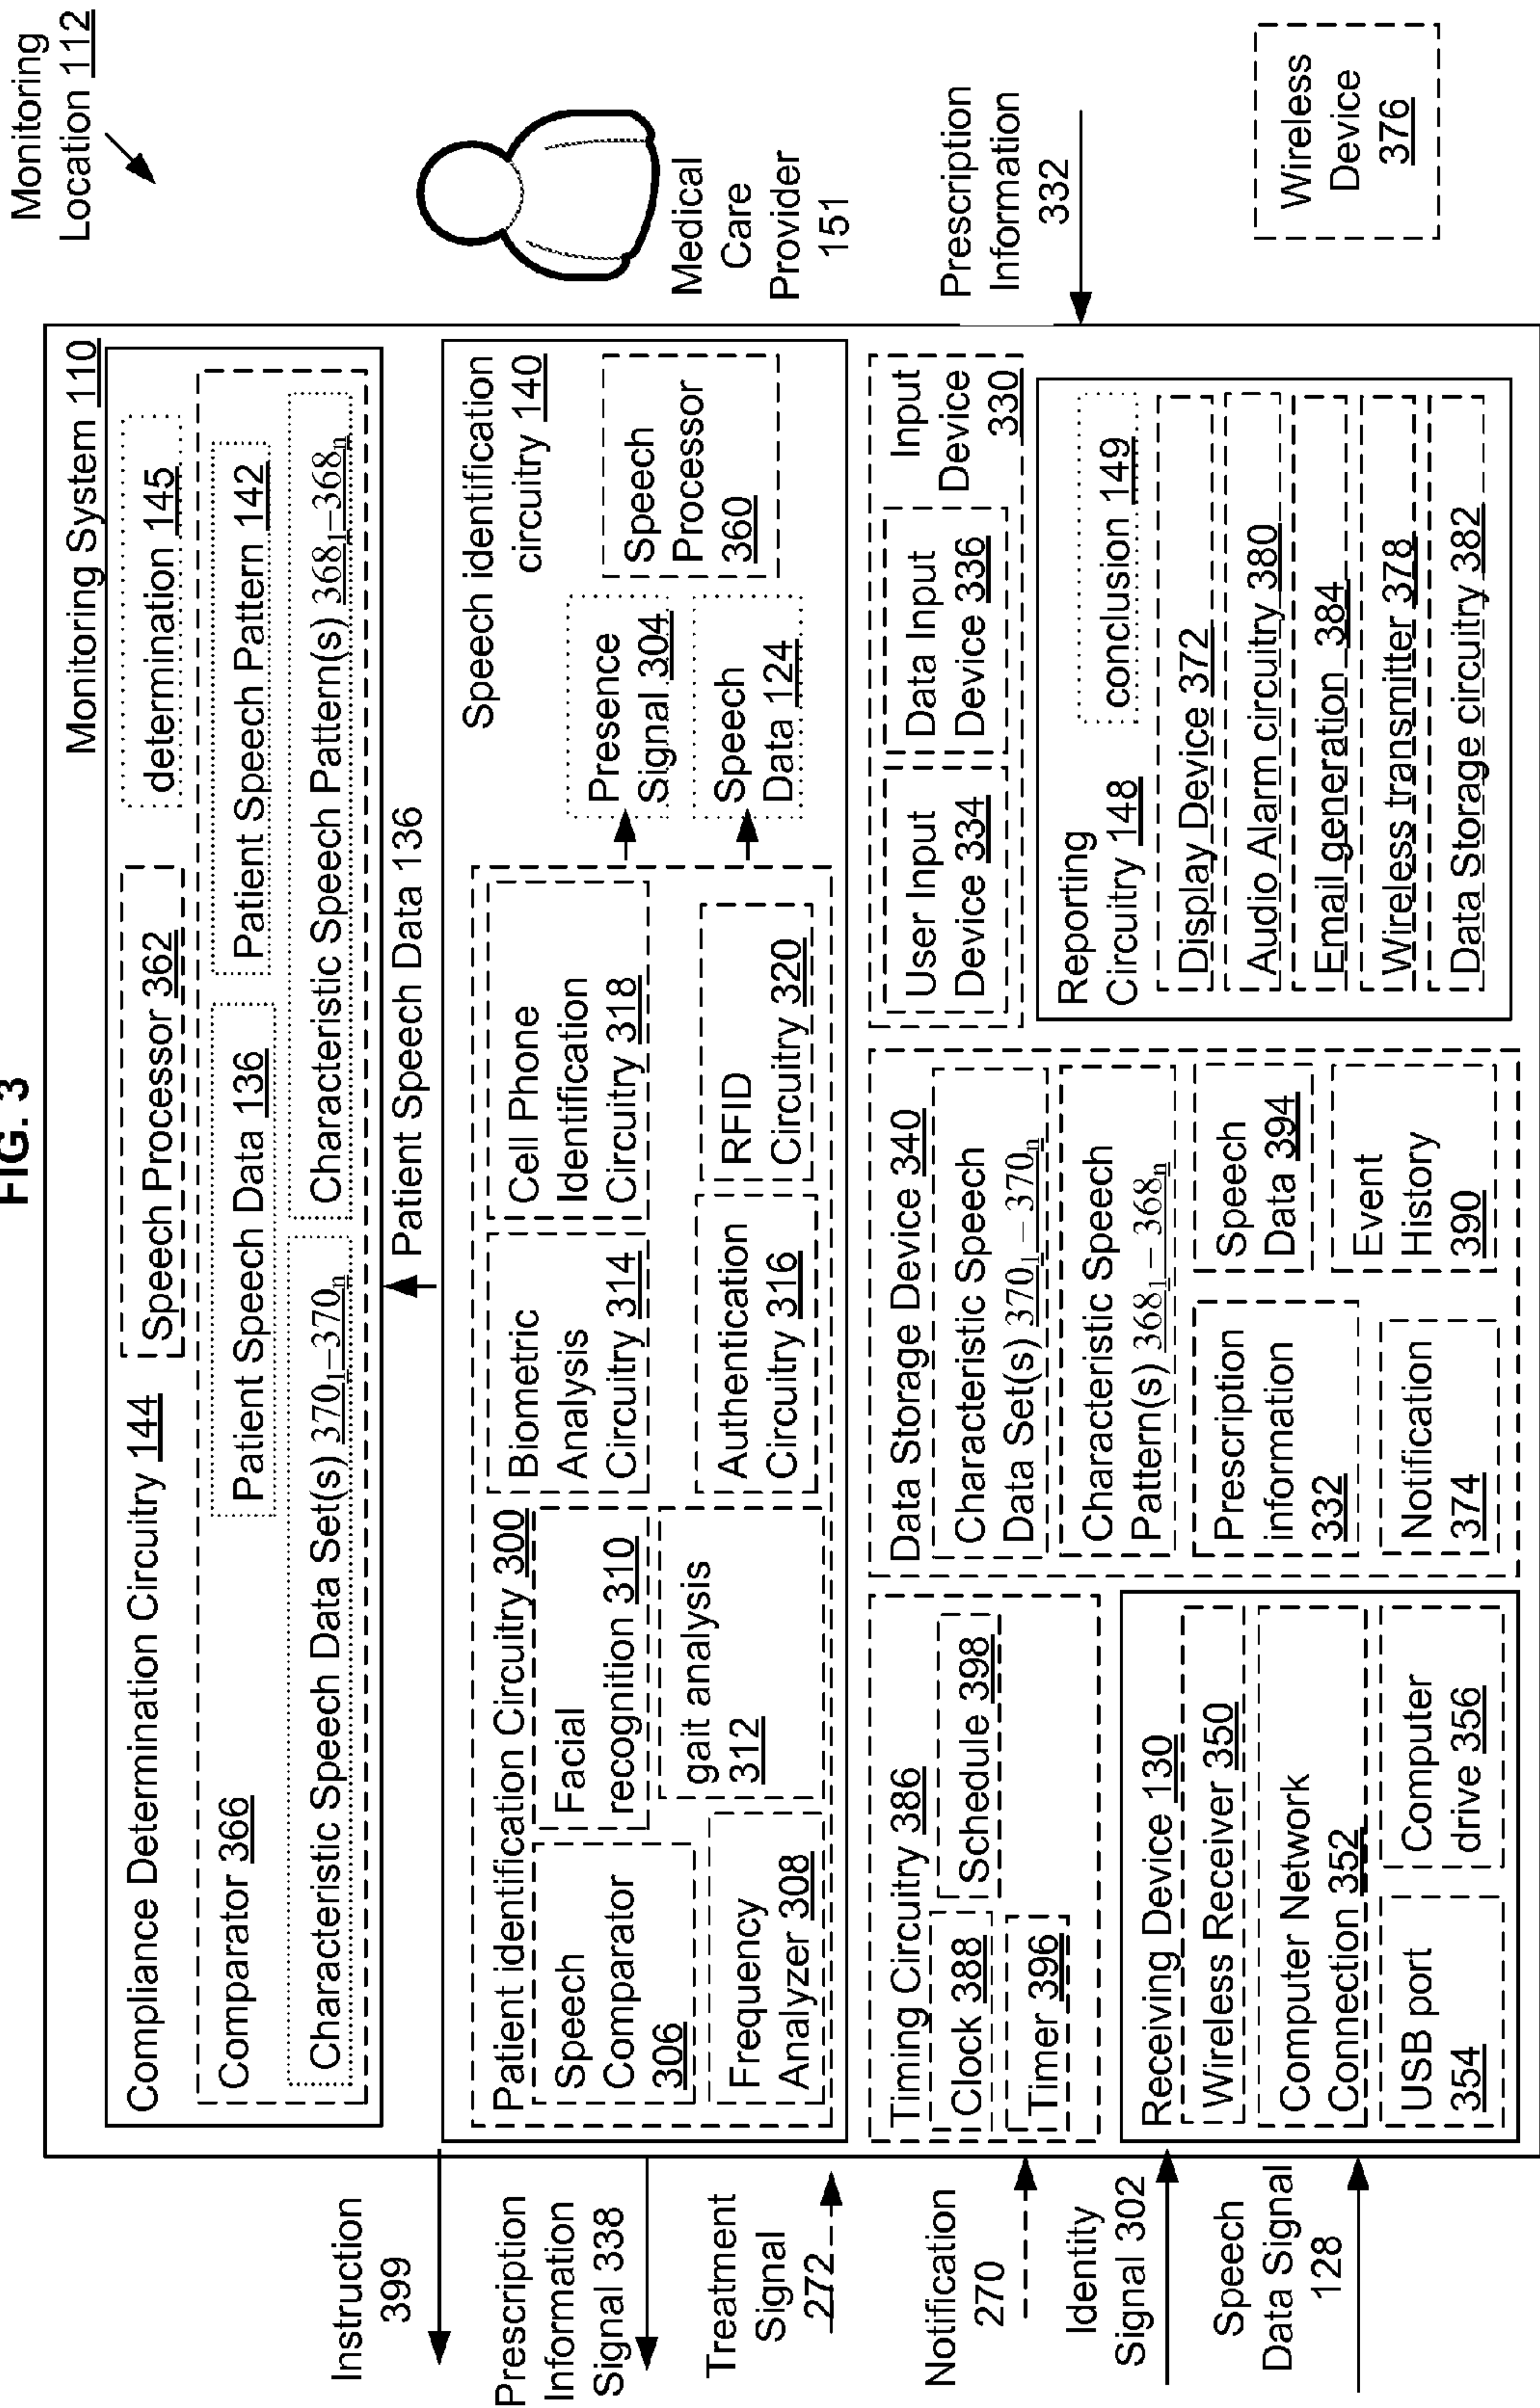 FIG. 3
Monitoring
Location 112
Monitoring System 110
Compliance Determination Circuitry 144
Speech Processor 362
determination 145
Comparator 366
Patient Speech Data 136
Patient Speech Pattern 142
Characteristic Speech Data Set(s) 370₁–370ₙ
Characteristic Speech Pattern(s) 368₁–368ₙ
Patient Speech Data 136
Speech identification
circuitry 140
Patient identification Circuitry 300
Speech
Comparator
306
Facial
recognition 310
Biometric
Analysis
Circuitry 314
Cell Phone
Identification
Circuitry 318
Frequency
Analyzer 308
gait analysis
312
Authentication
Circuitry 316
RFID
Circuitry 320
Presence
Signal 304
Speech
Data 124
Speech
Processor
360
Timing Circuitry 386
Clock 388
Schedule 398
Timer 396
Receiving Device 130
Wireless Receiver 350
Computer Network
Connection 352
USB port
354
Computer
drive 356
Data Storage Device 340
Characteristic Speech
Data Set(s) 370₁–370ₙ
Characteristic Speech
Pattern(s) 368₁–368ₙ
Prescription
information
332
Speech
Data 394
Notification
374
Event
History
390
Input
Device
330
User Input
Device 334
Data Input
Device 336
Reporting
Circuitry 148
conclusion 149
Display Device 372
Audio Alarm circuitry 380
Email generation 384
Wireless transmitter 378
Data Storage circuitry 382
Instruction
399
Prescription
Information
Signal 338
Treatment
Signal
272
Notification
270
Identity
Signal 302
Speech
Data Signal
128
Medical
Care
Provider
151
Prescription
Information
332
Wireless
Device
376